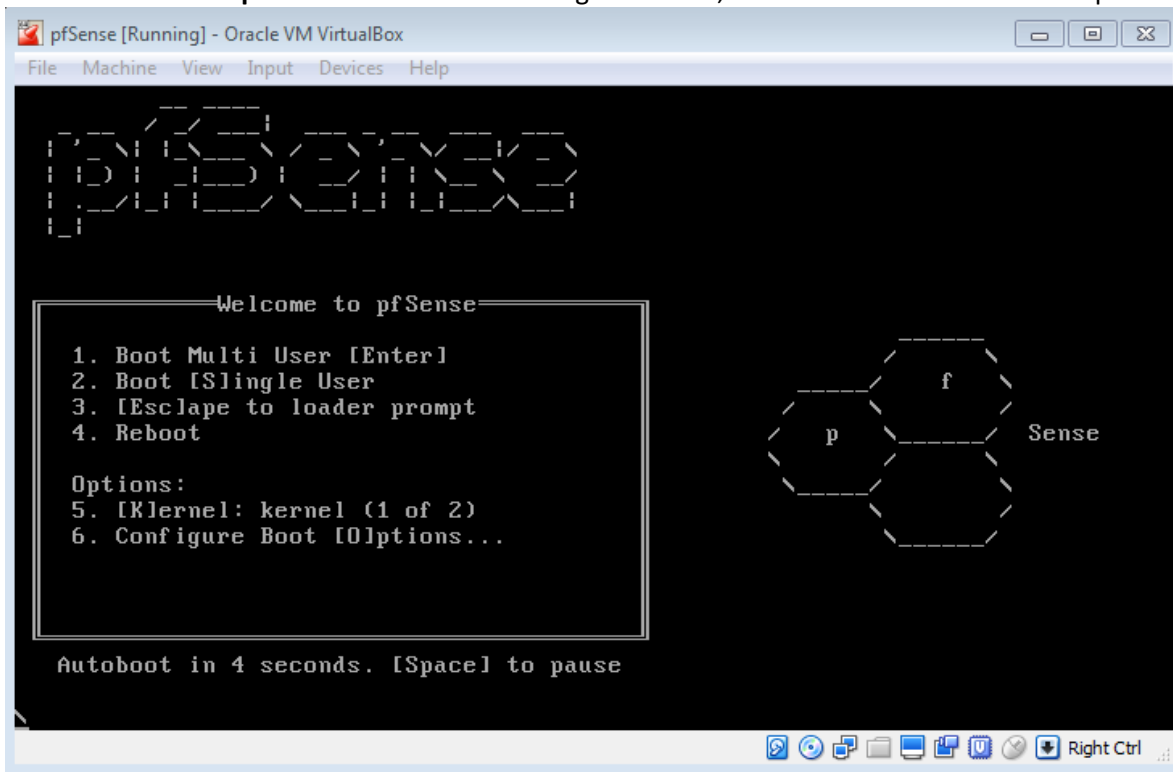 pfSense [Running] - Oracle VM VirtualBox
File Machine View Input Devices Help
pfSense
Welcome to pfSense
1. Boot Multi User [Enter]
2. Boot [S]ingle User
3. [Esc]ape to loader prompt
4. Reboot
Options:
5. [K]ernel: kernel (1 of 2)
6. Configure Boot [O]ptions...
f
p Sense
Autoboot in 4 seconds. [Space] to pause
\
Right Ctrl